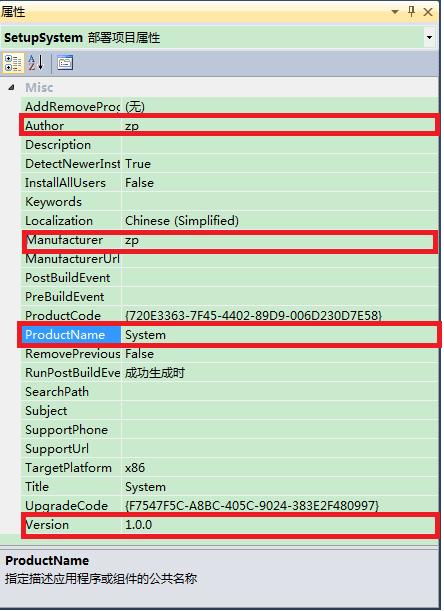 属性
SetupSystem 部署项目属性
Misc
AddRemoveProg (无)
Author zp
Description
DetectNewerInst True
InstallAllUsers False
Keywords
Localization Chinese (Simplified)
Manufacturer zp
ManufacturerUrl
PostBuildEvent
PreBuildEvent
ProductCode {720E3363-7F45-4402-89D9-006D230D7E58}
ProductName System
RemovePrevious False
RunPostBuildEve 成功生成时
SearchPath
Subject
SupportPhone
SupportUrl
TargetPlatform x86
Title System
UpgradeCode {F7547F5C-A8BC-405C-9024-383E2F480997}
Version 1.0.0
ProductName
指定描述应用程序或组件的公共名称